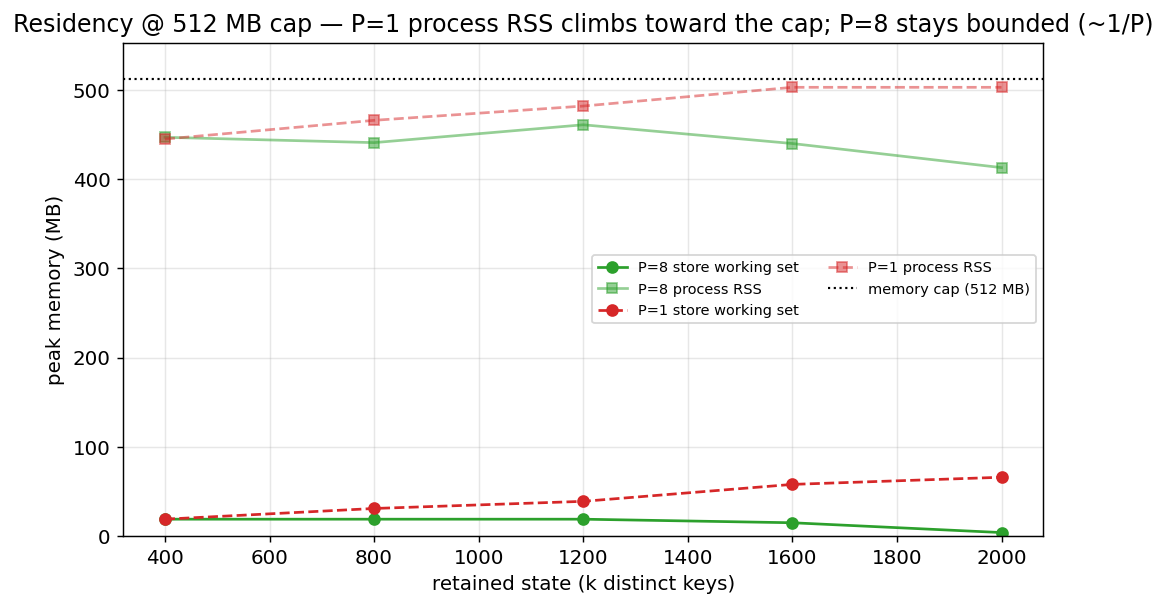 Residency @ 512 MB cap — P=1 process RSS climbs toward the cap; P=8 stays bounded (~1/P)
peak memory (MB)
500
400
300
200
100
0
P=8 store working set
P=8 process RSS
P=1 store working set
P=1 process RSS
memory cap (512 MB)
400 600 800 1000 1200 1400 1600 1800 2000
retained state (k distinct keys)